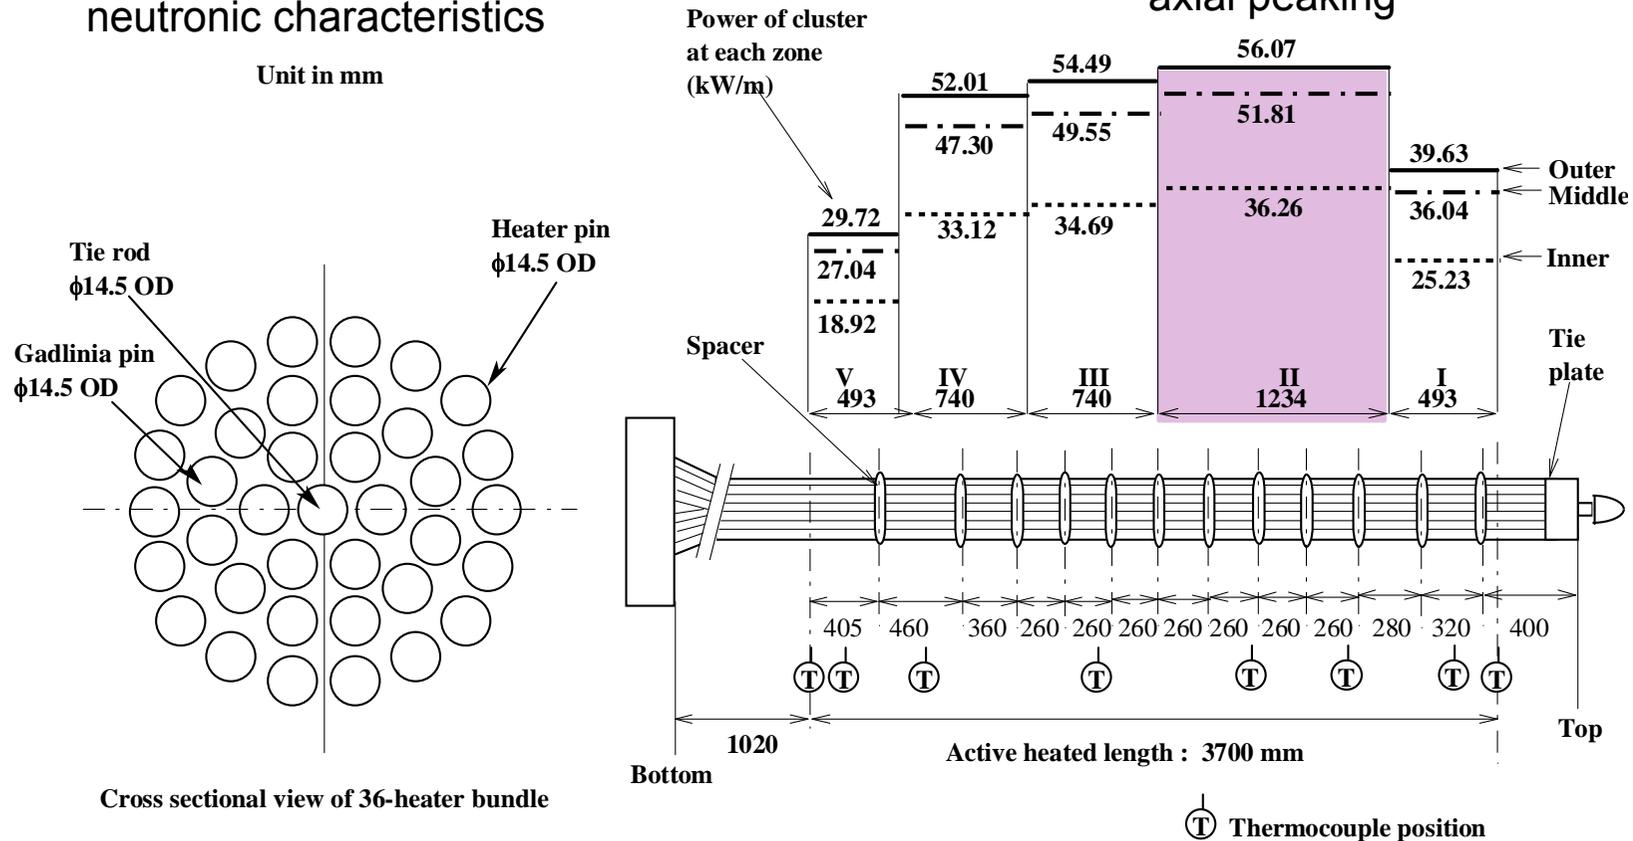 neutronic characteristics
Unit in mm
Tie rod
ϕ14.5 OD
Heater pin
ϕ14.5 OD
Gadlinia pin
ϕ14.5 OD
Cross sectional view of 36-heater bundle
axial peaking
Power of cluster
at each zone
(kW/m)
29.72
27.04
18.92
52.01
47.30
33.12
54.49
49.55
34.69
56.07
51.81
36.26
39.63
36.04
25.23
Outer
Middle
Inner
V
493
IV
740
III
740
II
1234
I
493
Spacer
Tie
plate
405 460 360 260 260 260 260 260 260 260 280 320 400
T T T T T T T T
1020
Active heated length : 3700 mm
Bottom
Top
T Thermocouple position